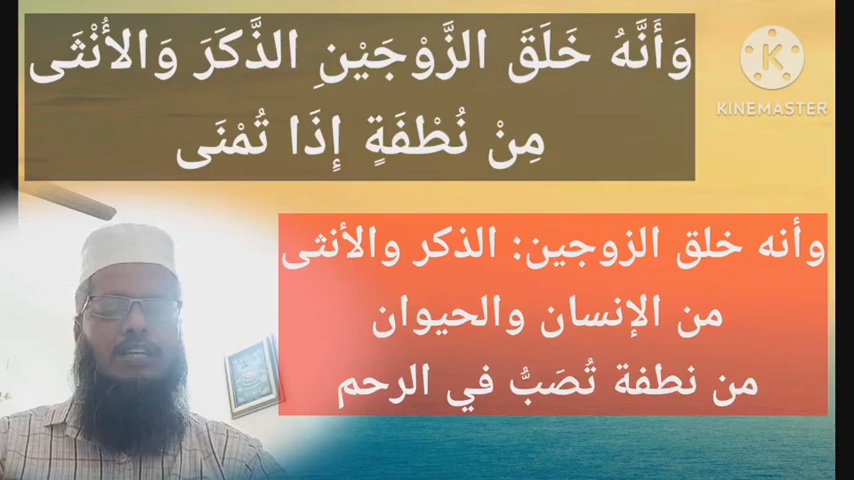 وَأَنَّهُ خَلَقَ الزَّوْجَيْنِ الذَّكَرَ وَالأُنْثَى
مِنْ نُطْفَةٍ إِذَا تُمْنَى
KINEMASTER
وأنه خلق الزوجين: الذكر والأنثى
من الإنسان والحيوان
من نطفة تُصَبُّ في الرحم